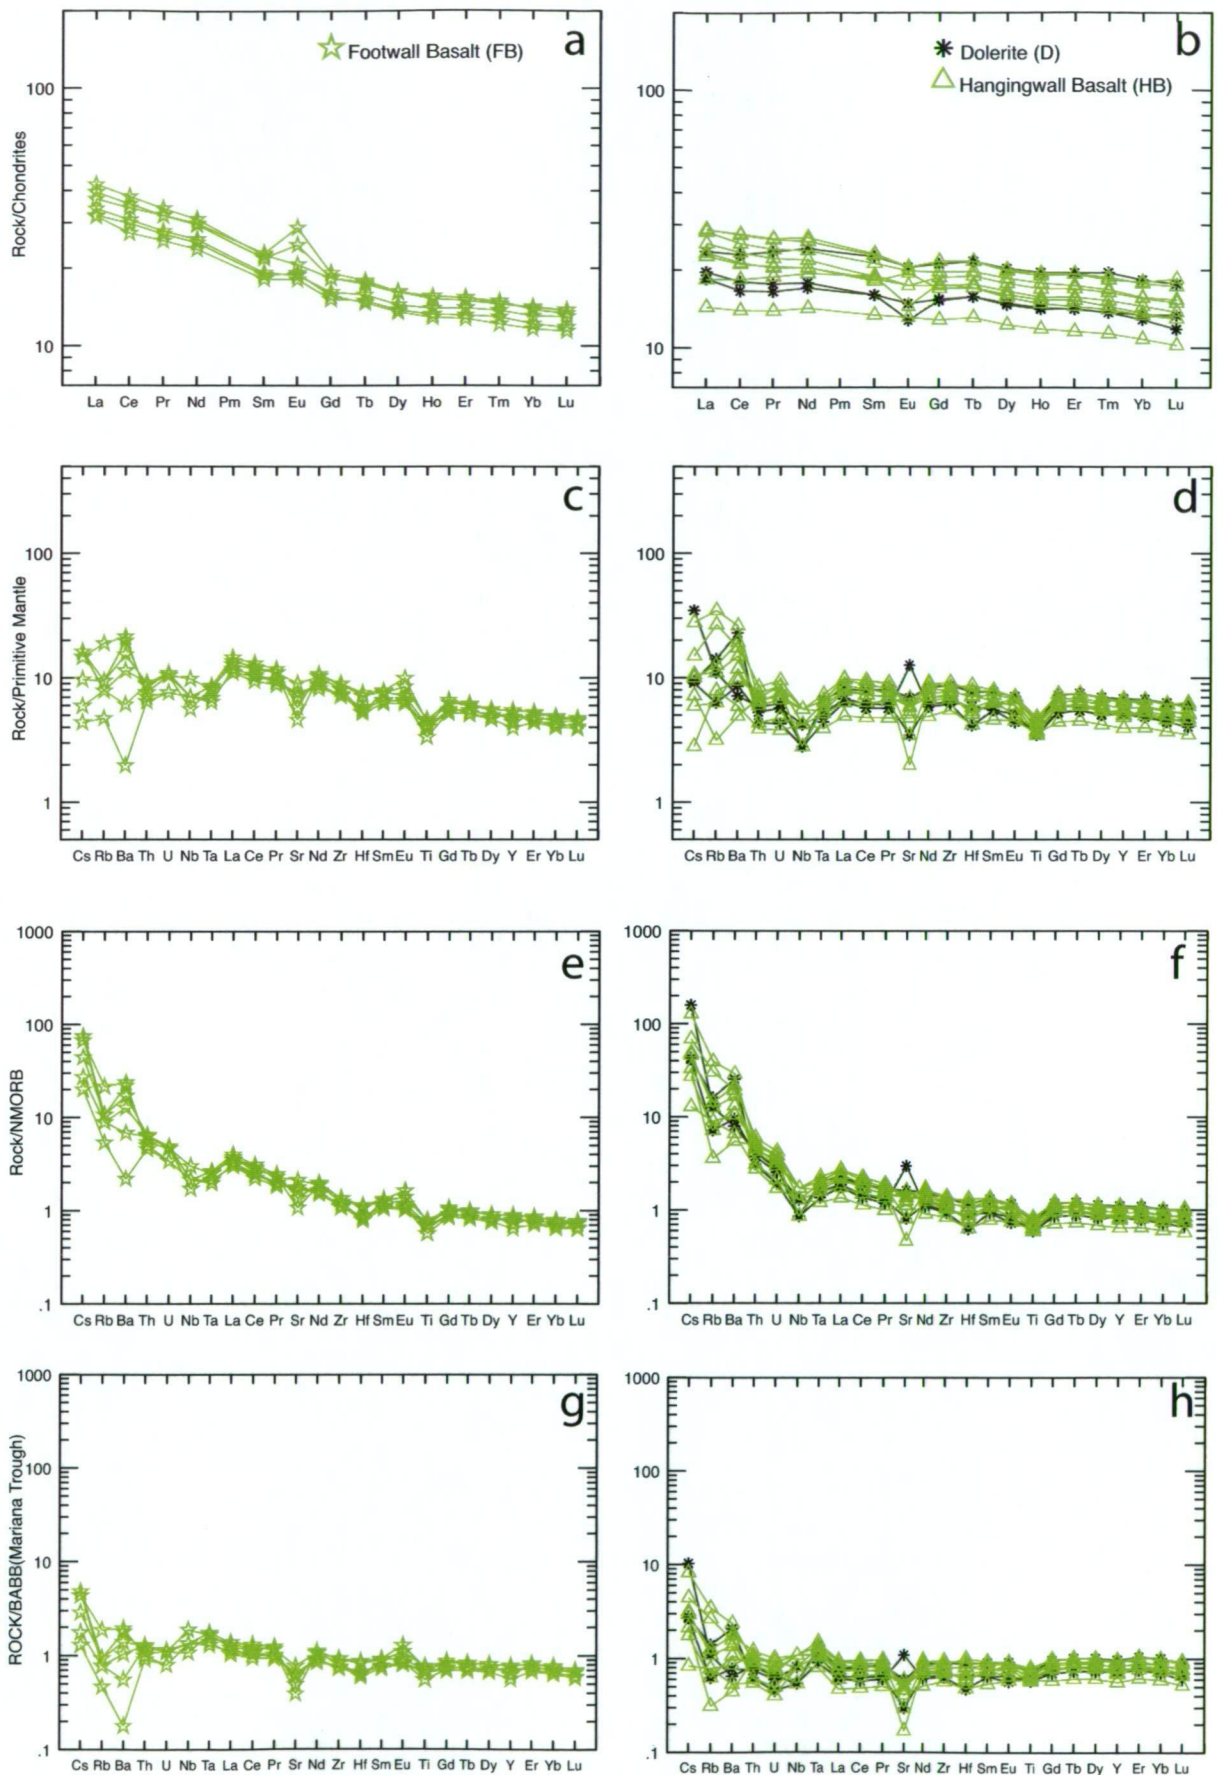 a
Footwall Basalt (FB)
100
10
Rock/Chondrites
La Ce Pr Nd Pm Sm Eu Gd Tb Dy Ho Er Tm Yb Lu
b
Dolerite (D)
Hangingwall Basalt (HB)
100
10
La Ce Pr Nd Pm Sm Eu Gd Tb Dy Ho Er Tm Yb Lu
c
100
10
1
Rock/Primitive Mantle
Cs Rb Ba Th U Nb Ta La Ce Pr Sr Nd Zr Hf Sm Eu Ti Gd Tb Dy Y Er Yb Lu
d
100
10
1
Cs Rb Ba Th U Nb Ta La Ce Pr Sr Nd Zr Hf Sm Eu Ti Gd Tb Dy Y Er Yb Lu
e
1000
100
10
1
.1
Rock/NMORB
Cs Rb Ba Th U Nb Ta La Ce Pr Sr Nd Zr Hf Sm Eu Ti Gd Tb Dy Y Er Yb Lu
f
1000
100
10
1
.1
Cs Rb Ba Th U Nb Ta La Ce Pr Sr Nd Zr Hf Sm Eu Ti Gd Tb Dy Y Er Yb Lu
g
1000
100
10
1
.1
ROCK/BABB(Mariana Trough)
Cs Rb Ba Th U Nb Ta La Ce Pr Sr Nd Zr Hf Sm Eu Ti Gd Tb Dy Y Er Yb Lu
h
1000
100
10
1
.1
Cs Rb Ba Th U Nb Ta La Ce Pr Sr Nd Zr Hf Sm Eu Ti Gd Tb Dy Y Er Yb Lu